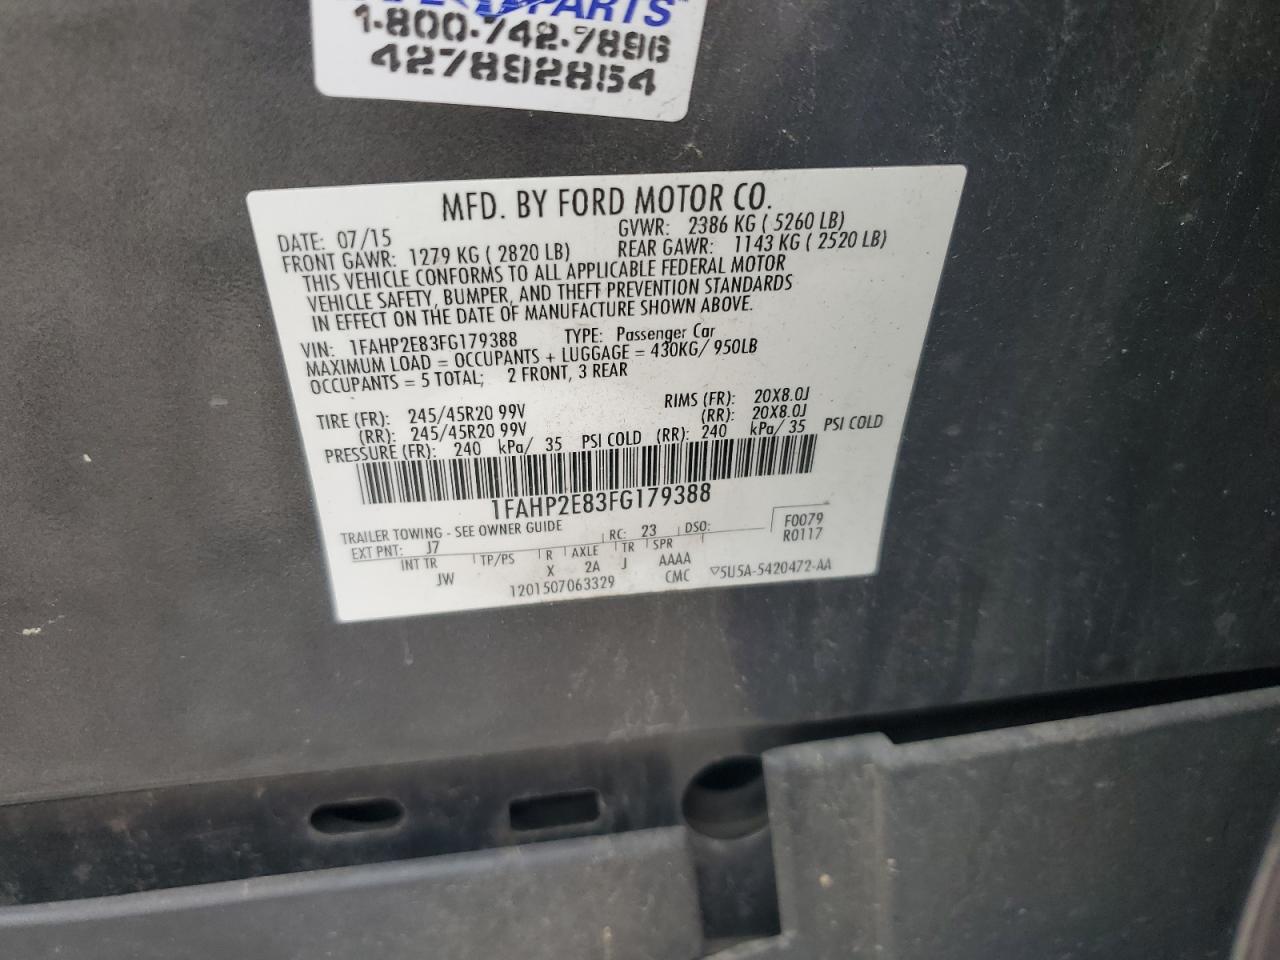 PARTS
1-800-742-7896
427892854
MFD. BY FORD MOTOR CO.
DATE: 07/15 GVWR: 2386 KG ( 5260 LB)
FRONT GAWR: 1279 KG ( 2820 LB) REAR GAWR: 1143 KG ( 2520 LB)
THIS VEHICLE CONFORMS TO ALL APPLICABLE FEDERAL MOTOR
VEHICLE SAFETY, BUMPER, AND THEFT PREVENTION STANDARDS
IN EFFECT ON THE DATE OF MANUFACTURE SHOWN ABOVE.
VIN: 1FAHP2E83FG179388 TYPE: Passenger Car
MAXIMUM LOAD = OCCUPANTS + LUGGAGE = 430KG/ 950LB
OCCUPANTS = 5 TOTAL; 2 FRONT, 3 REAR
TIRE (FR): 245/45R20 99V RIMS (FR): 20X8.0J
(RR): 245/45R20 99V (RR): 20X8.0J
PRESSURE (FR): 240 kPa/ 35 PSI COLD (RR): 240 kPa/ 35 PSI COLD
1FAHP2E83FG179388
TRAILER TOWING - SEE OWNER GUIDE
EXT PNT: J7 RC: 23 DSO: F0079
R0117
INT TR TP/PS R AXLE TR SPR
JW X 2A J AAAA
1201507063329 CMC ▽5U5A-5420472-AA